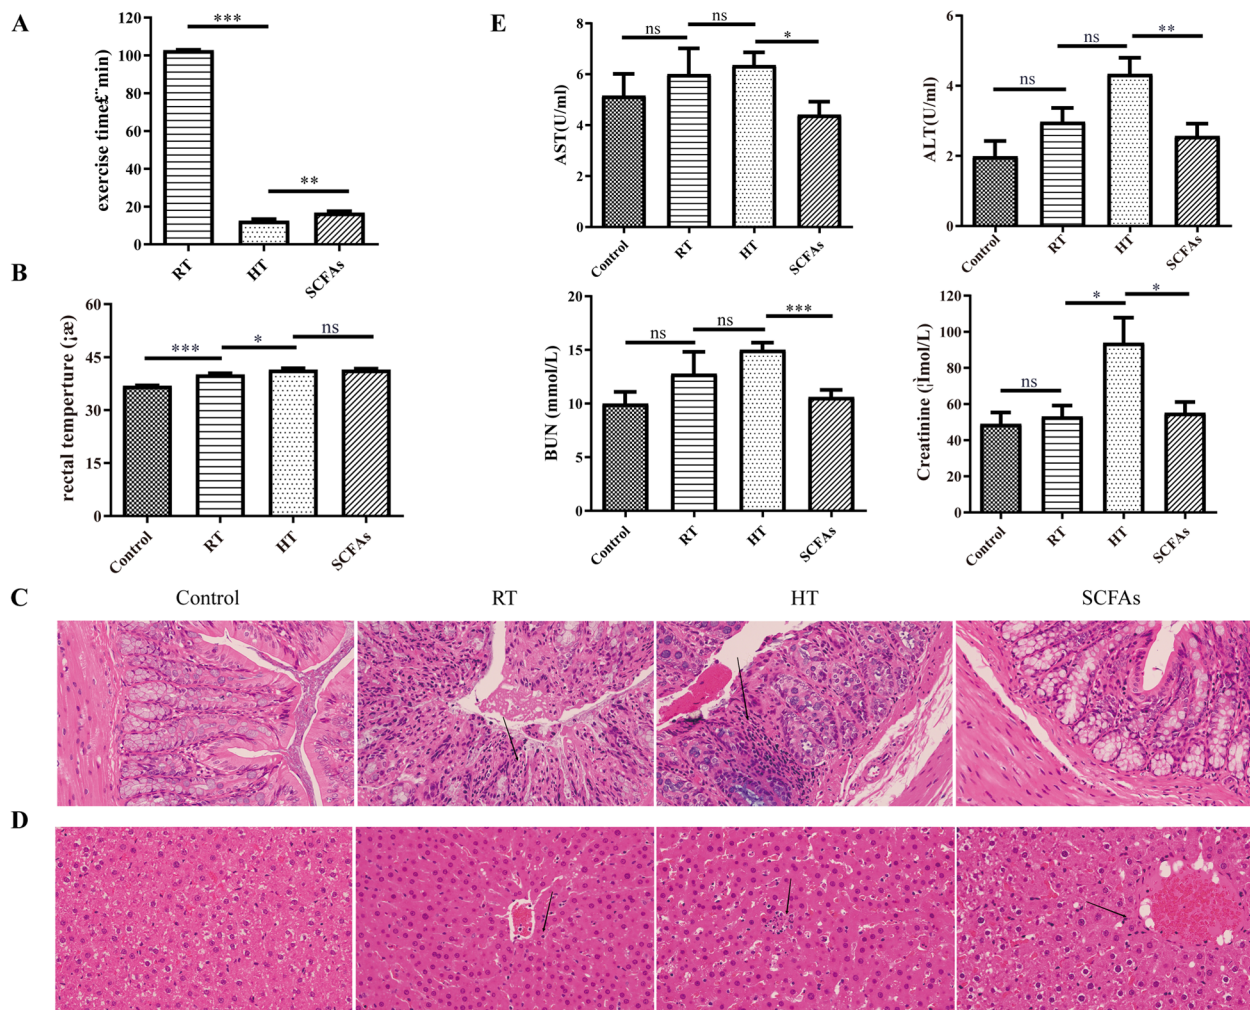 A
exercise time£¨min)
120
100
80
60
40
20
0
***
**
RT
HT
SCFAs
B
rectal temperture (¡æ)
60
45
30
15
0
***
*
ns
Control
RT
HT
SCFAs
E
AST(U/ml)
8
6
4
2
0
ns
ns
*
Control
RT
HT
SCFAs
ALT(U/ml)
6
4
2
0
ns
ns
**
Control
RT
HT
SCFAs
BUN (mmol/L)
20
15
10
5
0
ns
ns
***
Control
RT
HT
SCFAs
Creatinine (¦Ìmol/L)
120
100
80
60
40
20
0
ns
*
*
Control
RT
HT
SCFAs
C
Control
RT
HT
SCFAs
D